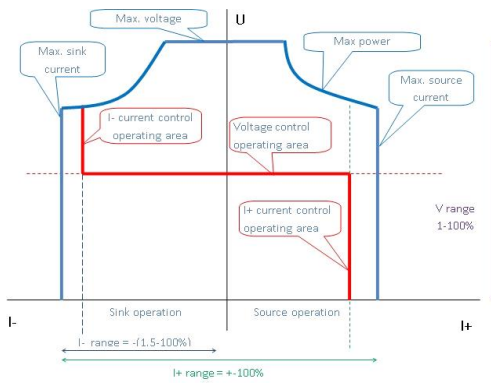 Max. voltage
U
Max. sink
current
Max power
Max. source
current
I- current control
operating area
Voltage control
operating area
I+ current control
operating area
V range
1-100%
Sink operation
Source operation
I-
I+
I- range = -(1.5-100%)
I+ range = +-100%